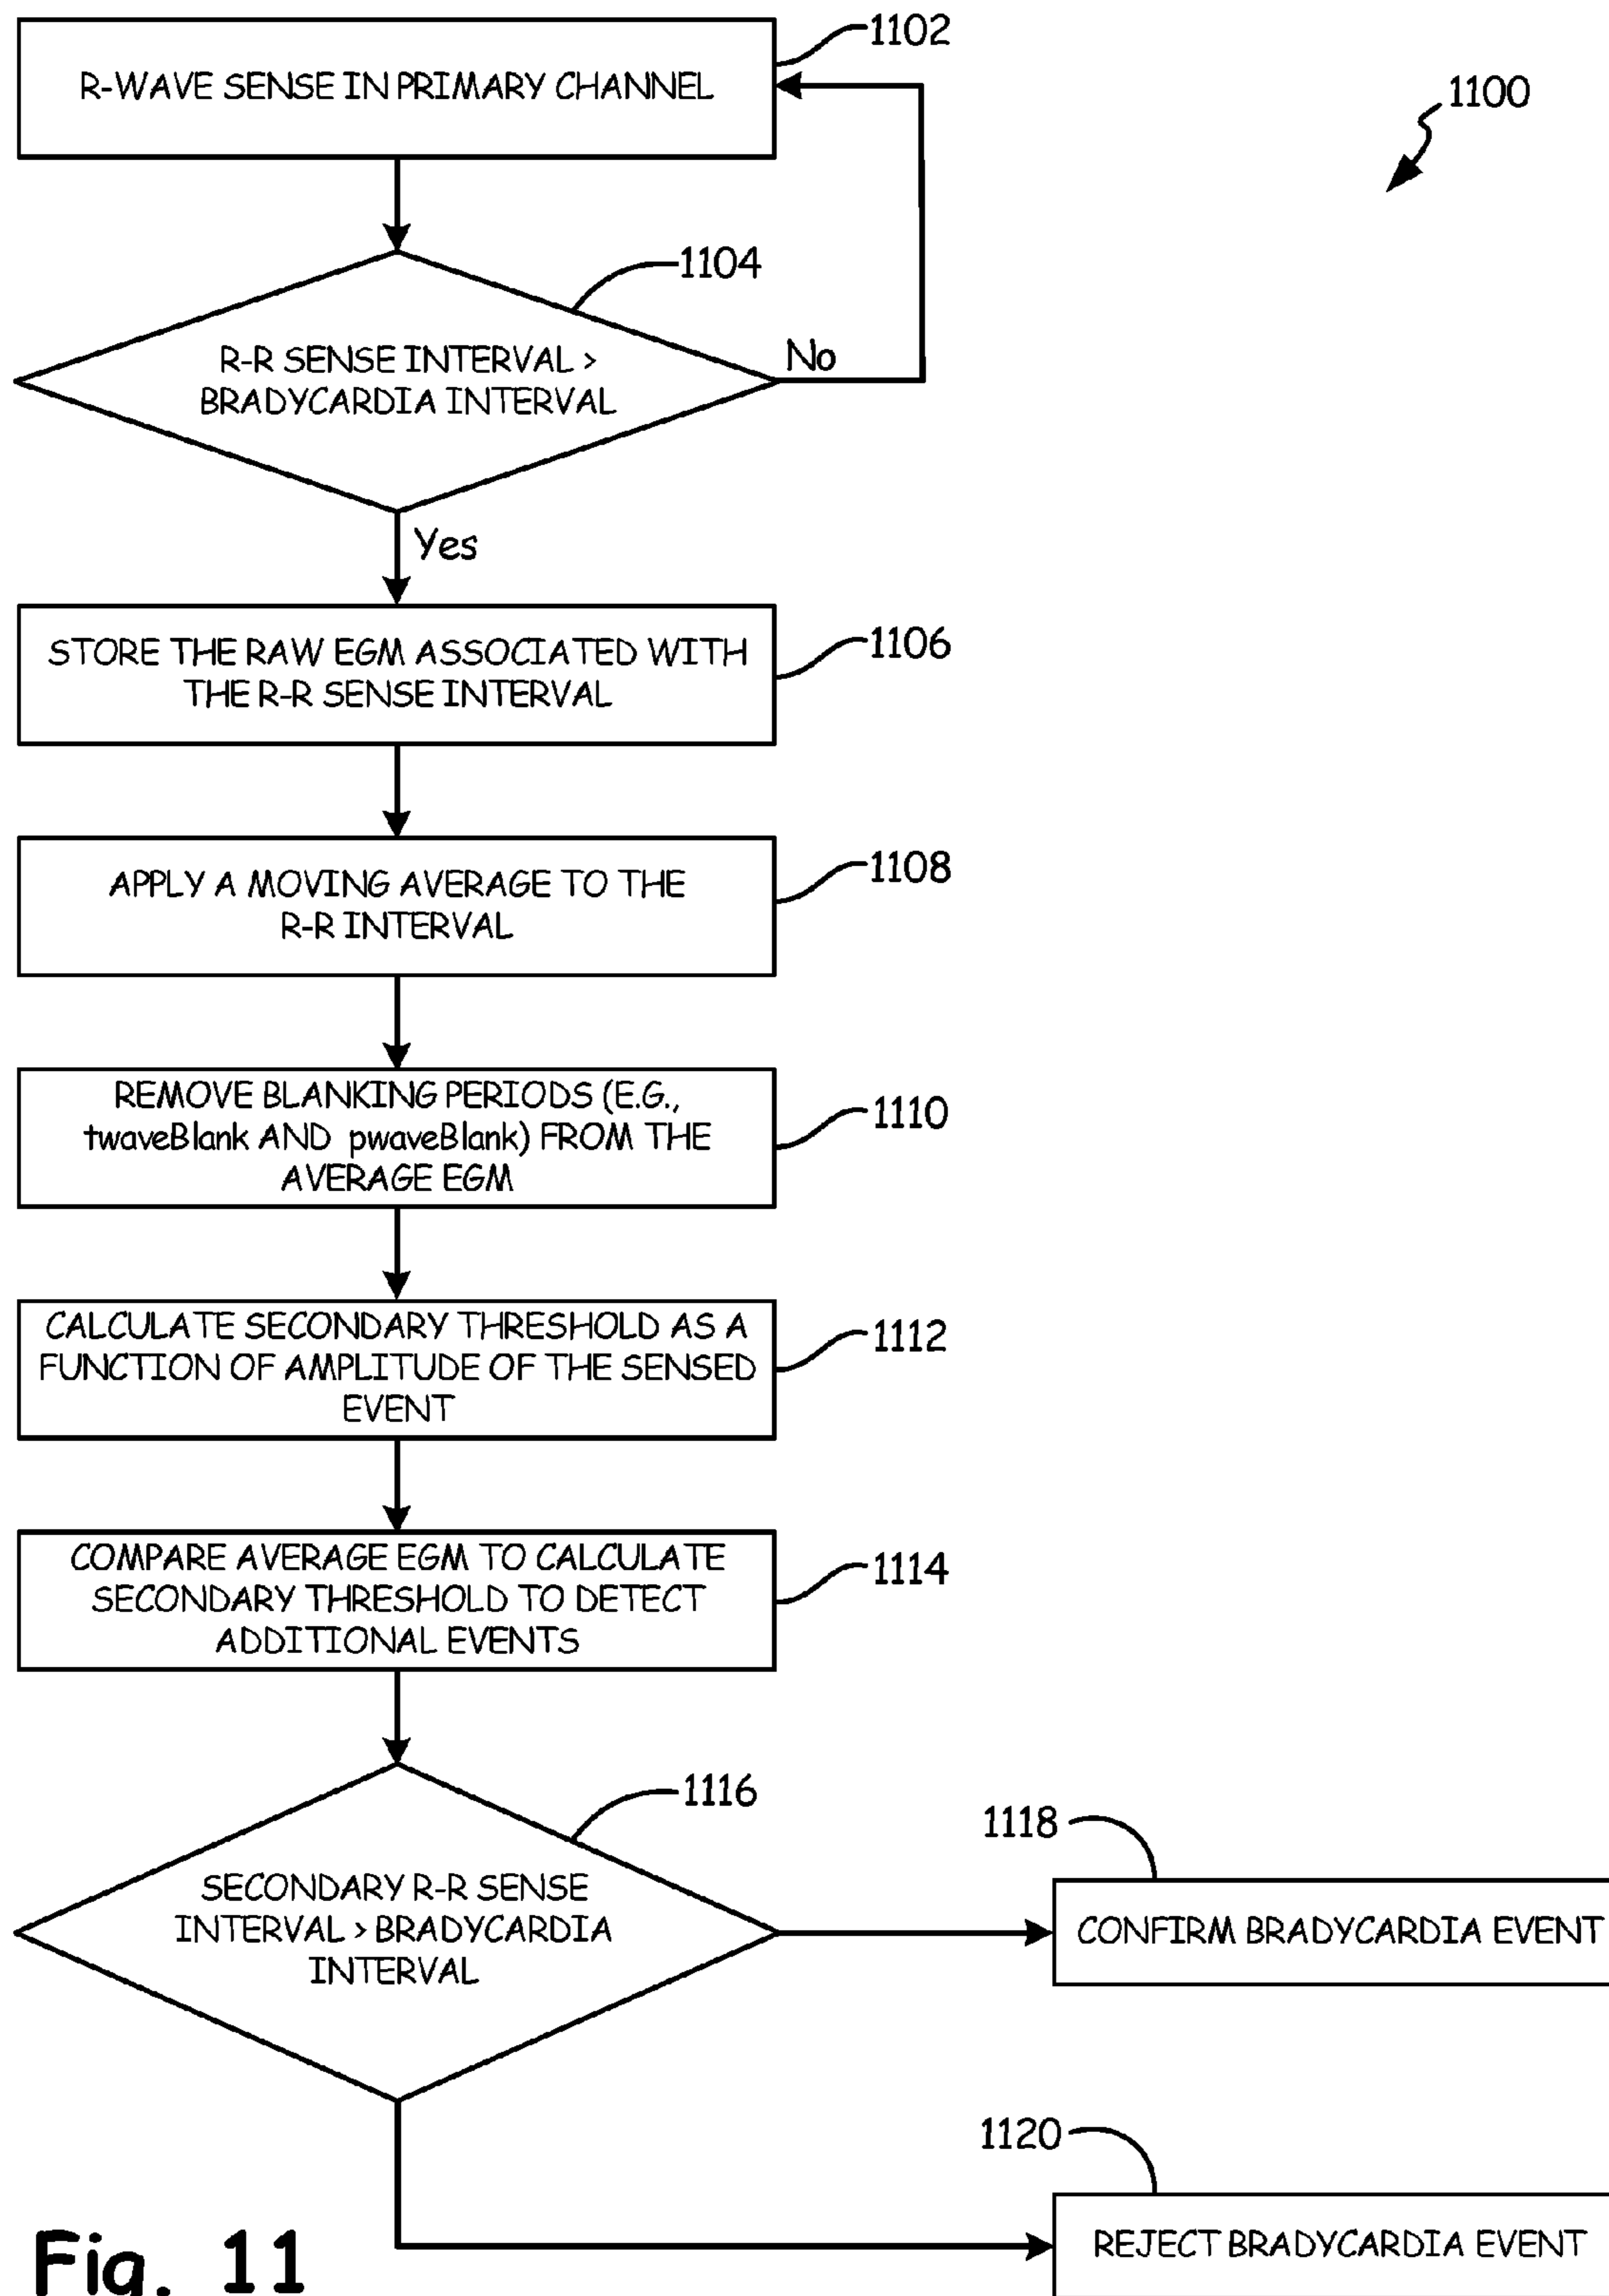 1102
R-WAVE SENSE IN PRIMARY CHANNEL
1100
1104
R-R SENSE INTERVAL >
BRADYCARDIA INTERVAL
No
Yes
1106
STORE THE RAW EGM ASSOCIATED WITH
THE R-R SENSE INTERVAL
1108
APPLY A MOVING AVERAGE TO THE
R-R INTERVAL
1110
REMOVE BLANKING PERIODS (E.G.,
twaveBlank AND pwaveBlank) FROM THE
AVERAGE EGM
1112
CALCULATE SECONDARY THRESHOLD AS A
FUNCTION OF AMPLITUDE OF THE SENSED
EVENT
1114
COMPARE AVERAGE EGM TO CALCULATE
SECONDARY THRESHOLD TO DETECT
ADDITIONAL EVENTS
1116
SECONDARY R-R SENSE
INTERVAL > BRADYCARDIA
INTERVAL
1118
CONFIRM BRADYCARDIA EVENT
1120
REJECT BRADYCARDIA EVENT
Fig. 11